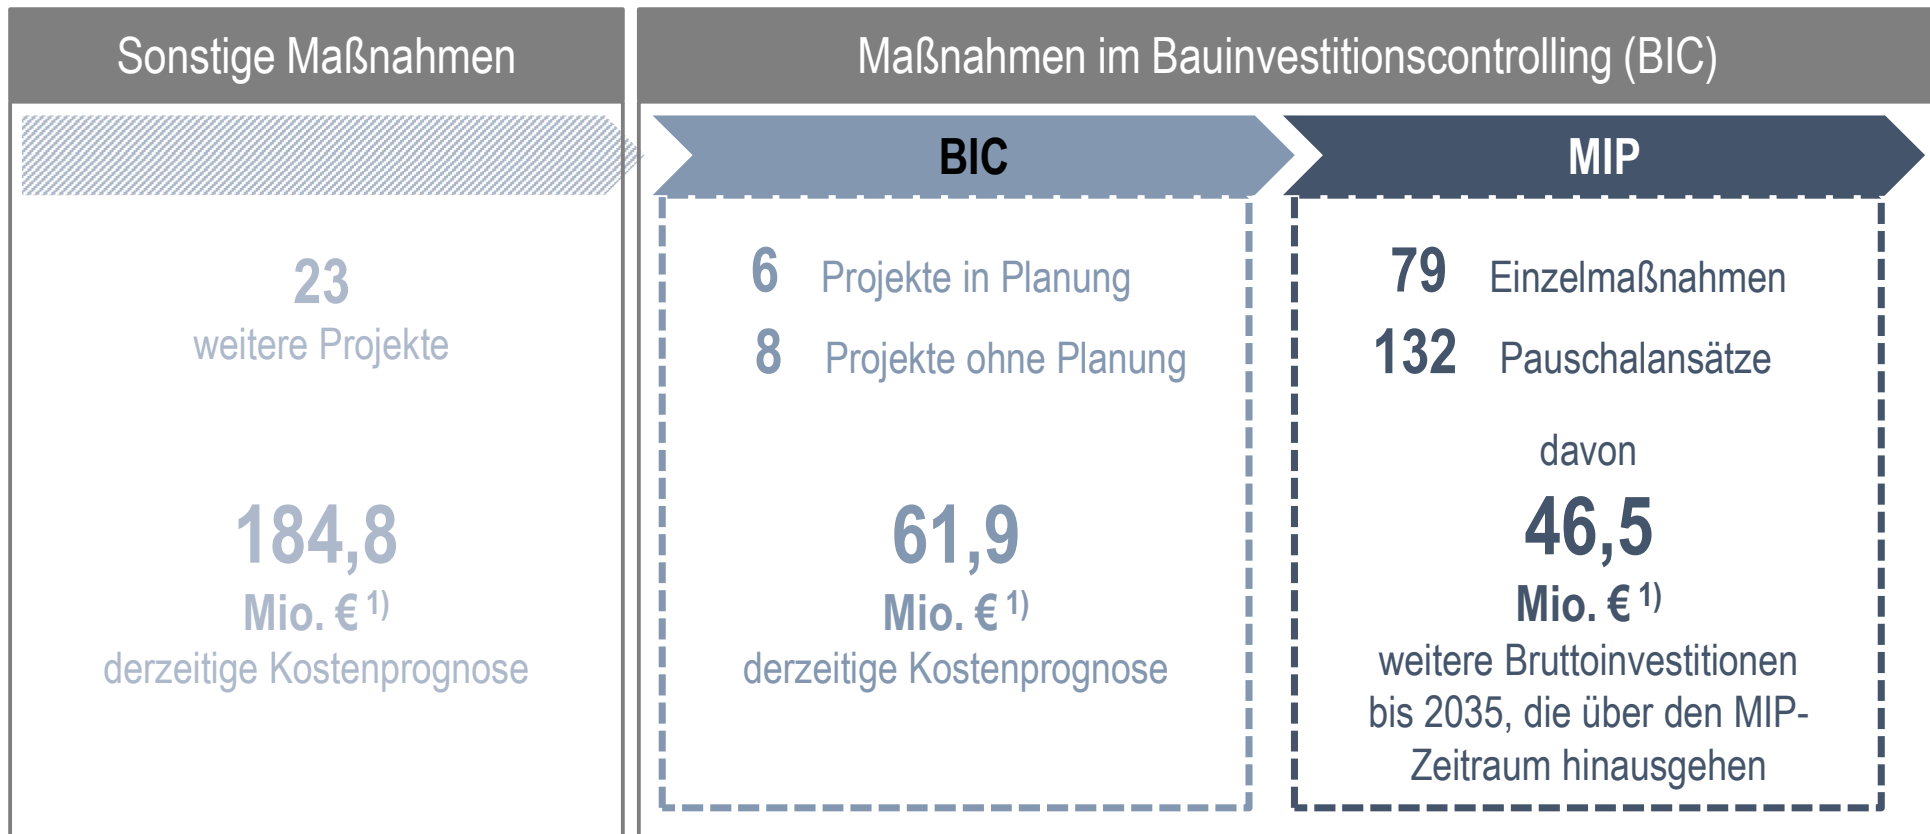 Sonstige Maßnahmen
23
weitere Projekte
184,8
Mio. € 1)
derzeitige Kostenprognose
Maßnahmen im Bauinvestitionscontrolling (BIC)
BIC
6 Projekte in Planung
8 Projekte ohne Planung
61,9
Mio. € 1)
derzeitige Kostenprognose
MIP
79 Einzelmaßnahmen
132 Pauschalansätze
davon
46,5
Mio. € 1)
weitere Bruttoinvestitionen
bis 2035, die über den MIP-
Zeitraum hinausgehen